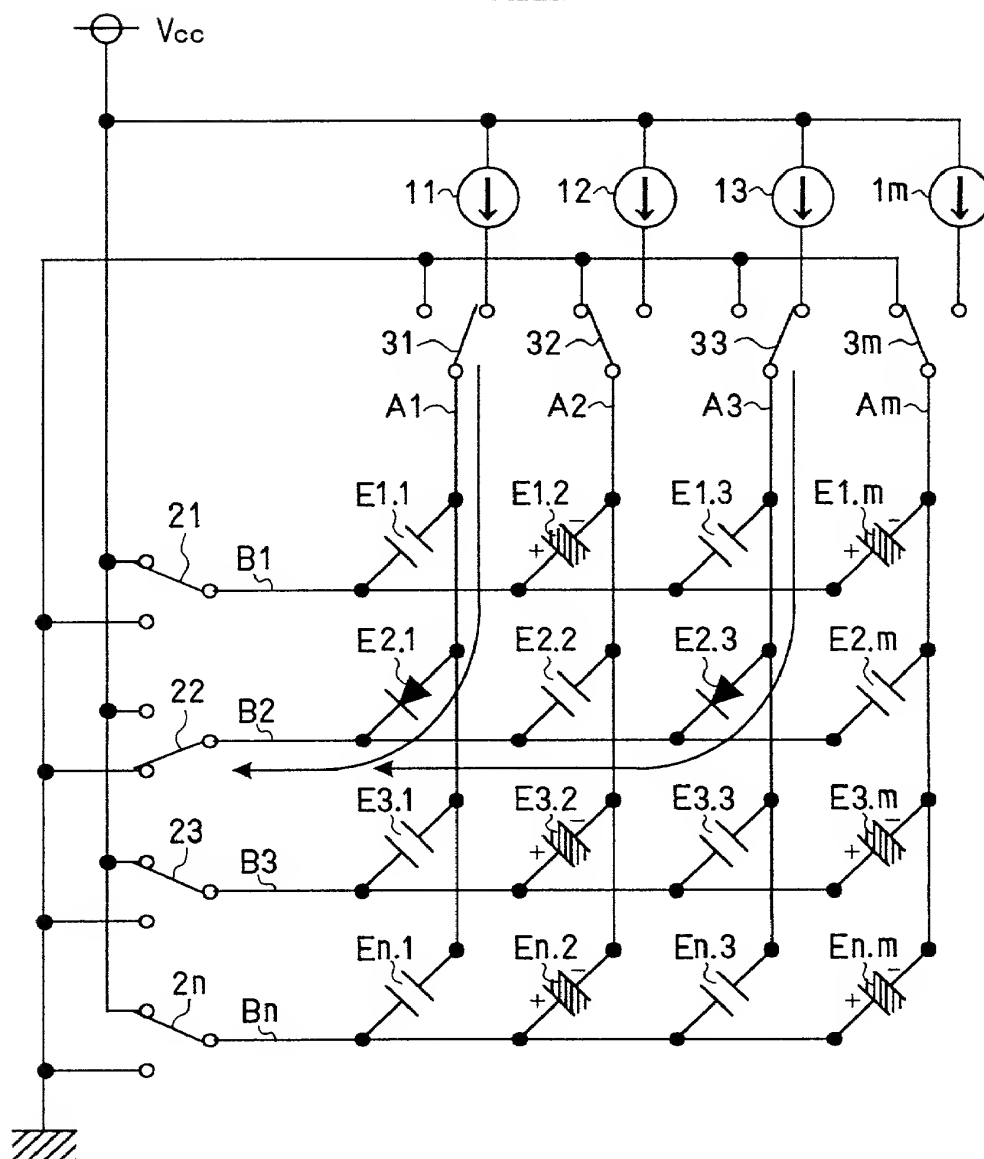 Vcc
11 12 13 1m
31 32 33 3m
A1 A2 A3 Am
E1.1 E1.2 E1.3 E1.m
- -
21 B1 + +
E2.1 E2.2 E2.3 E2.m
22 B2
E3.1 E3.2 E3.3 E3.m
- -
23 B3 + +
En.1 En.2 En.3 En.m
- -
2n Bn + +